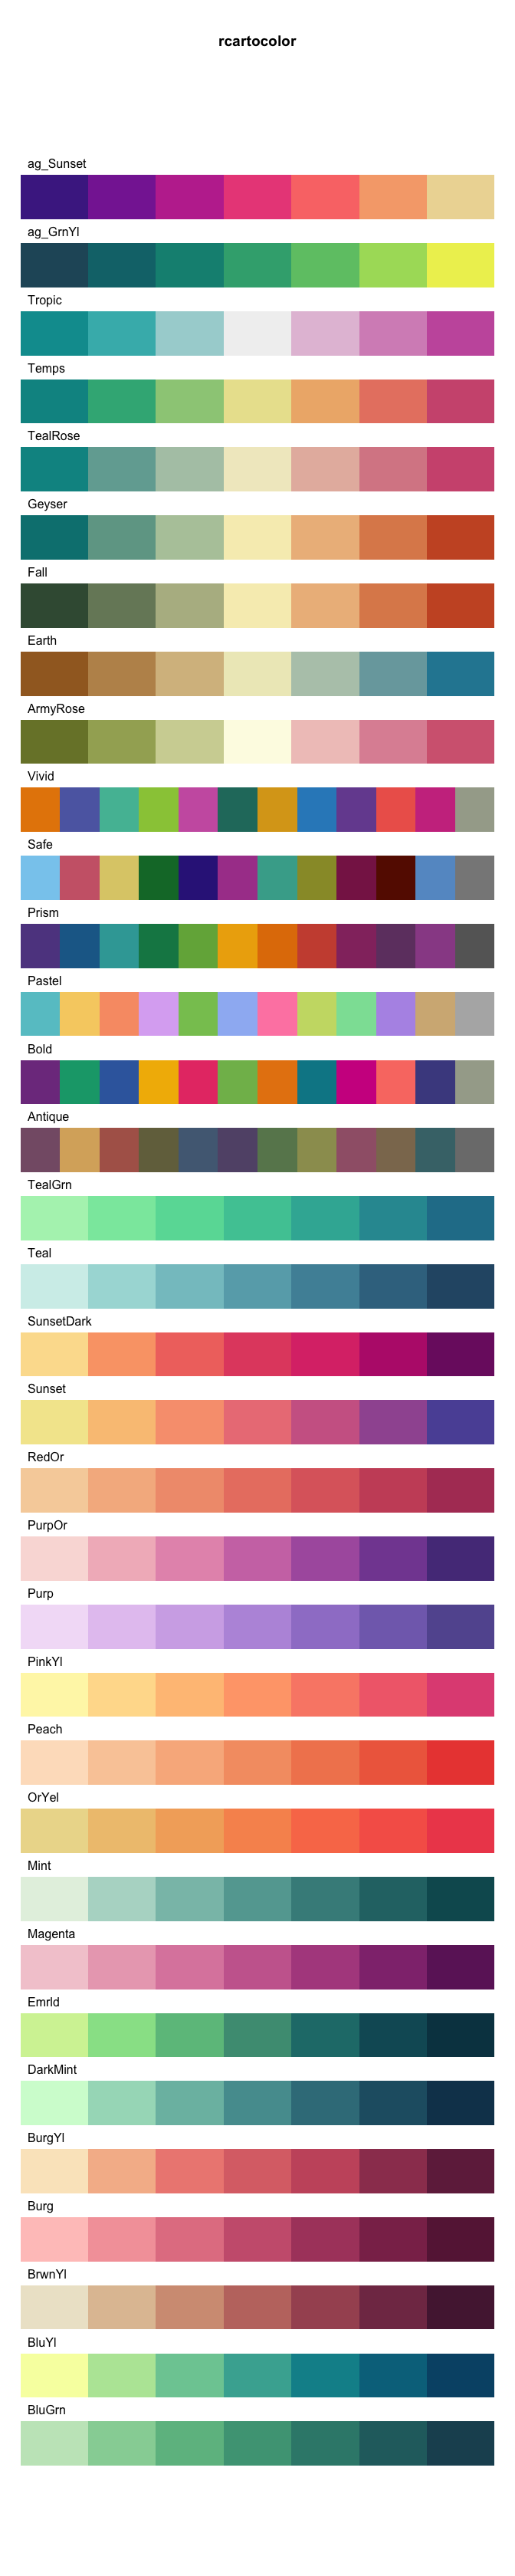 rcartocolor
ag_Sunset
ag_GrnYl
Tropic
Temps
TealRose
Geyser
Fall
Earth
ArmyRose
Vivid
Safe
Prism
Pastel
Bold
Antique
TealGrn
Teal
SunsetDark
Sunset
RedOr
PurpOr
Purp
PinkYl
Peach
OrYel
Mint
Magenta
Emrld
DarkMint
BurgYl
Burg
BrwnYl
BluYl
BluGrn